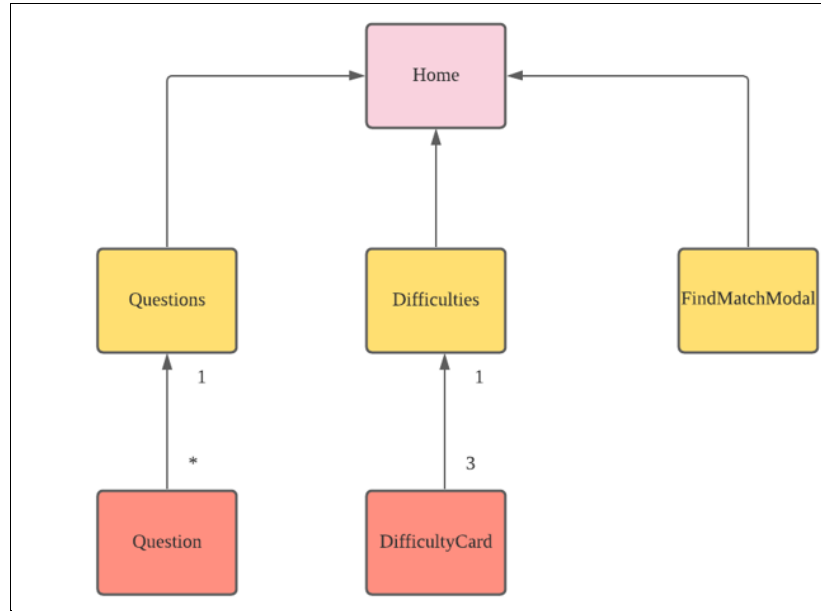 Home
Questions
Difficulties
FindMatchModal
1
1
*
3
Question
DifficultyCard